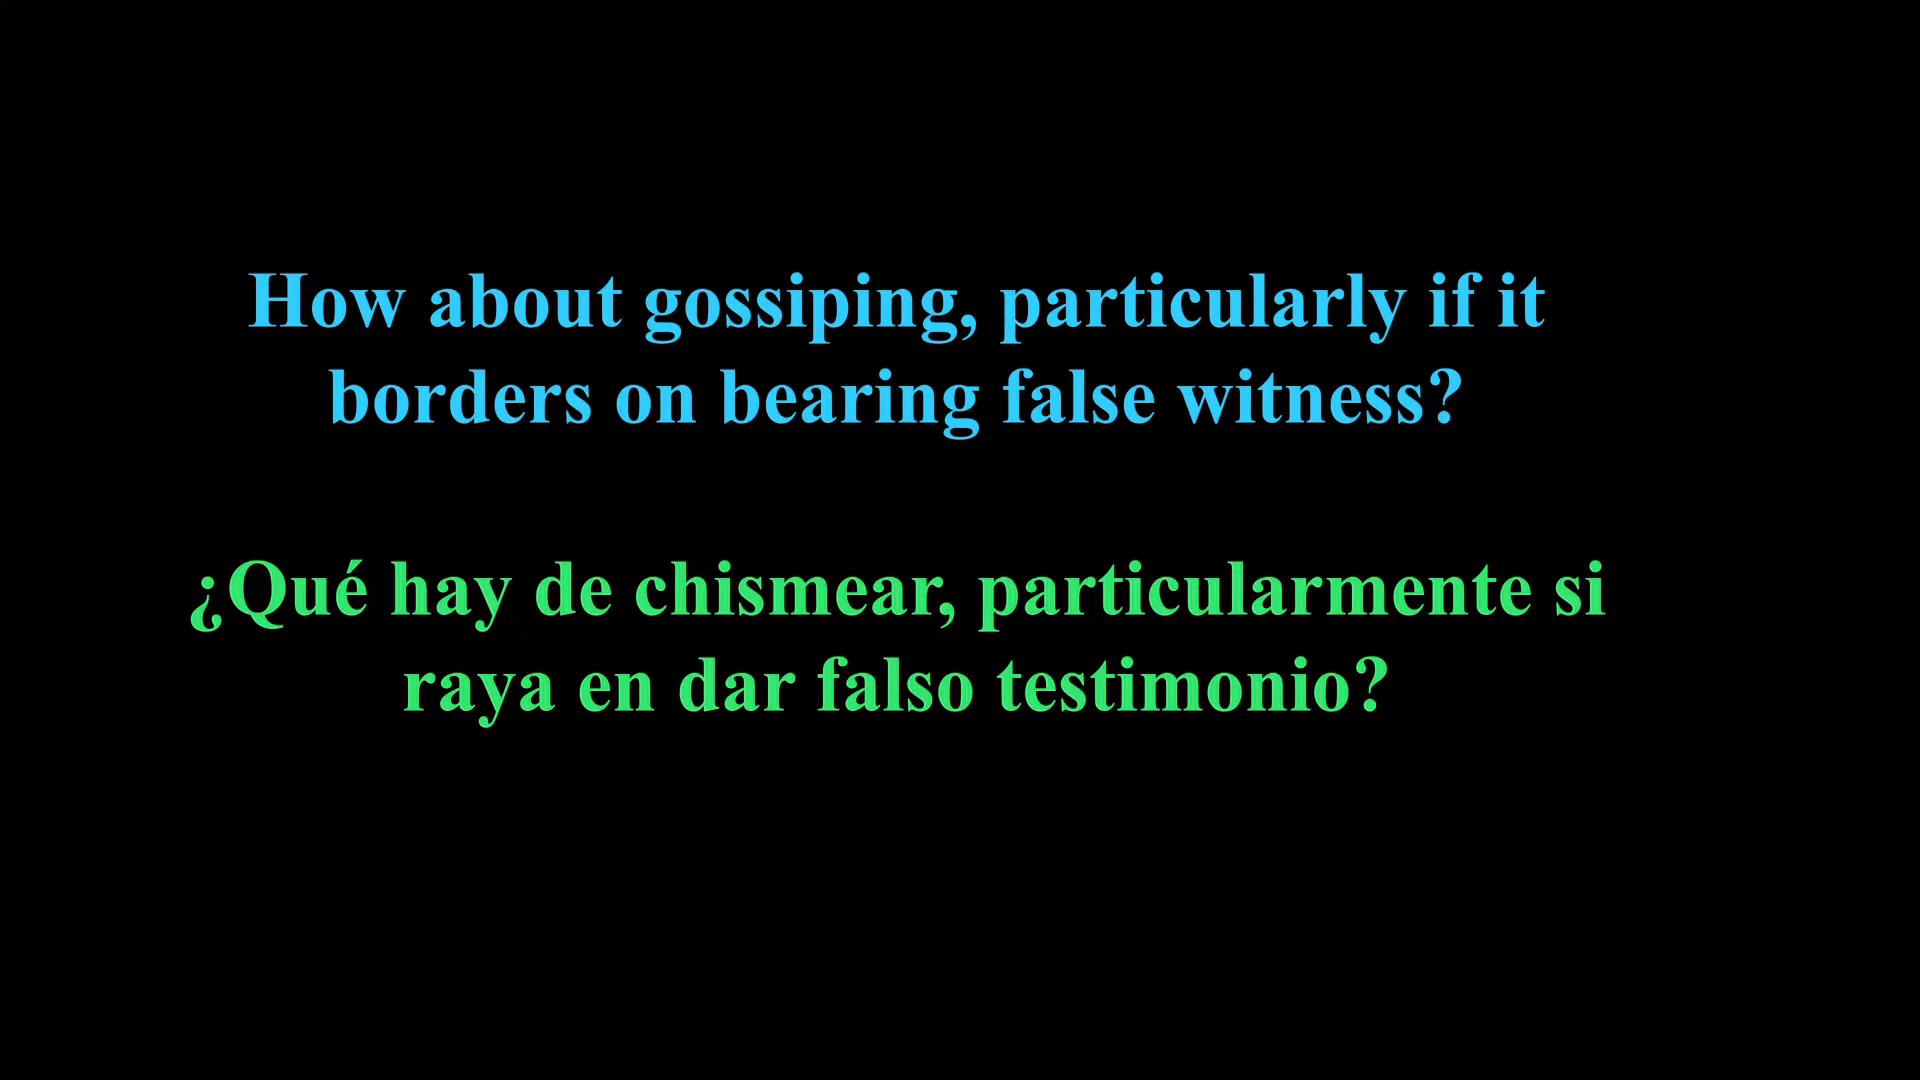 How about gossiping, particularly if it
borders on bearing false witness?
¿Qué hay de chismear, particularmente si
raya en dar falso testimonio?